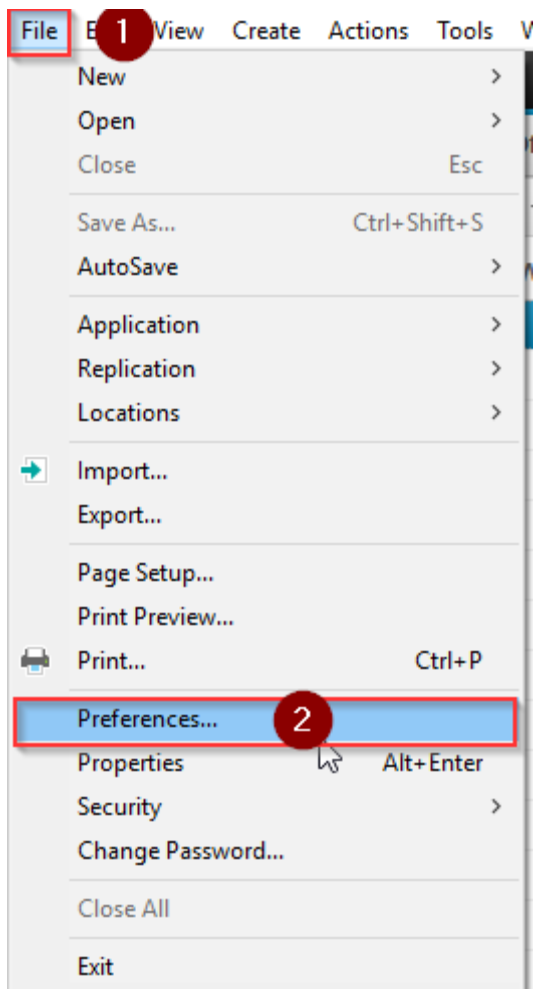 File 1 View Create Actions Tools
New
Open
Close Esc
Save As... Ctrl+Shift+S
AutoSave
Application
Replication
Locations
Import...
Export...
Page Setup...
Print Preview...
Print... Ctrl+P
Preferences... 2
Properties Alt+Enter
Security
Change Password...
Close All
Exit